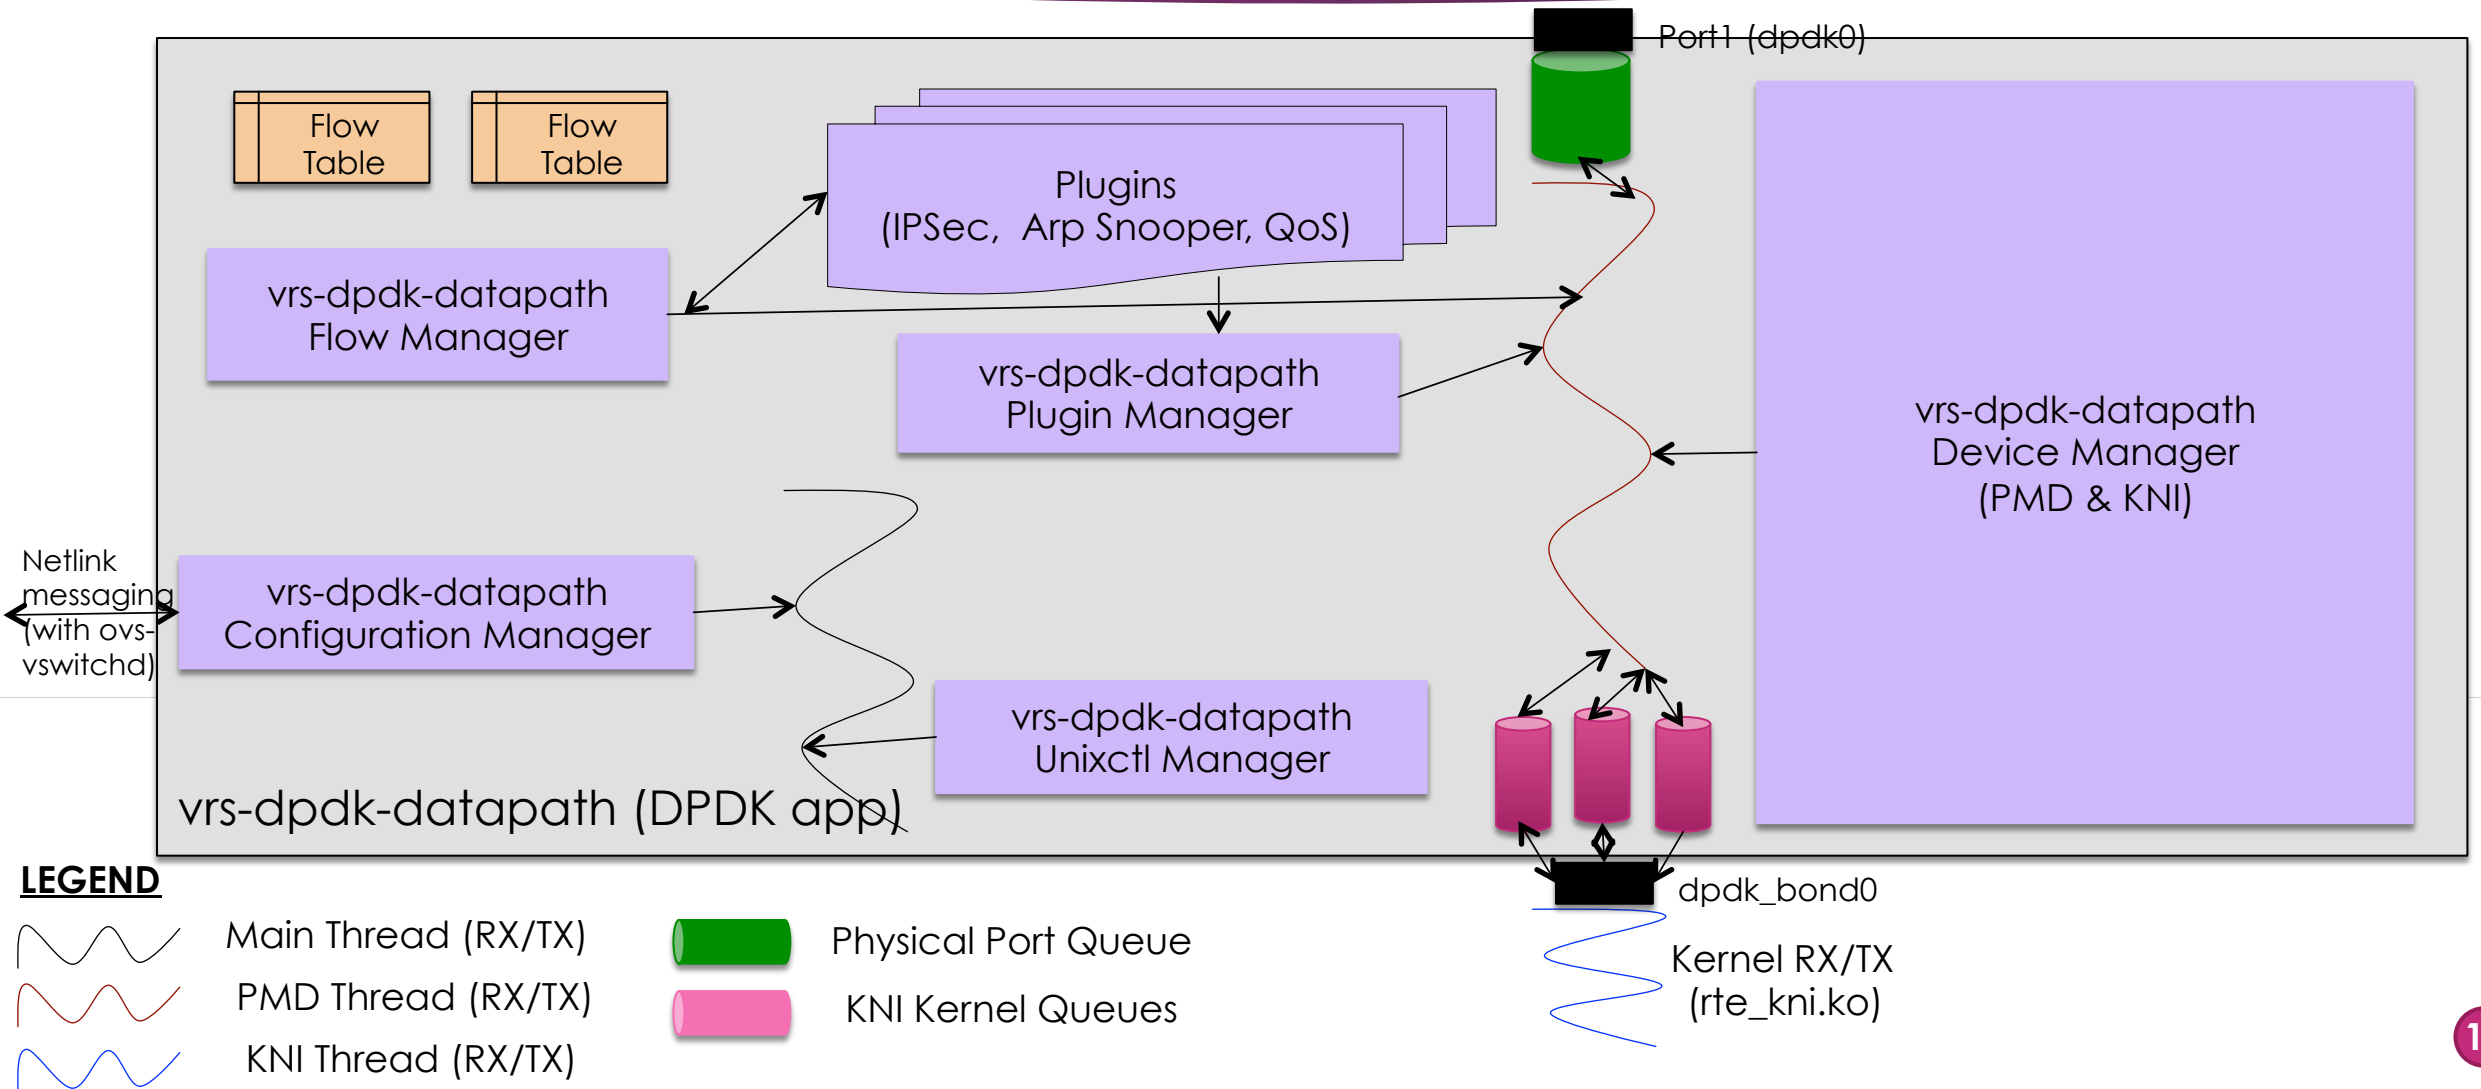 Port1 (dpdk0)
Flow
Table
Flow
Table
Plugins
(IPSec, Arp Snooper, QoS)
vrs-dpdk-datapath
Flow Manager
vrs-dpdk-datapath
Plugin Manager
vrs-dpdk-datapath
Device Manager
(PMD & KNI)
Netlink
messaging
(with ovs-
vswitchd)
vrs-dpdk-datapath
Configuration Manager
vrs-dpdk-datapath
Unixctl Manager
vrs-dpdk-datapath (DPDK app)
dpdk_bond0
Kernel RX/TX
(rte_kni.ko)
LEGEND
Main Thread (RX/TX)
PMD Thread (RX/TX)
KNI Thread (RX/TX)
Physical Port Queue
KNI Kernel Queues